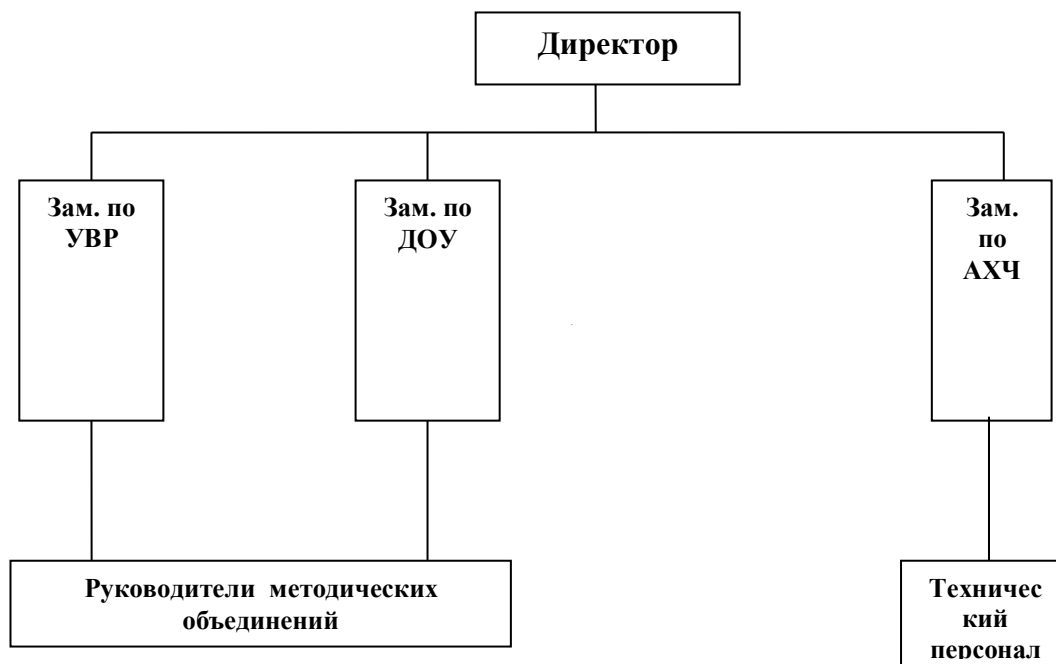 Директор
Зам. по
УВР
Зам. по
ДОУ
Зам.
по
АХЧ
Руководители методических
объединений
Техничес
кий
персонал